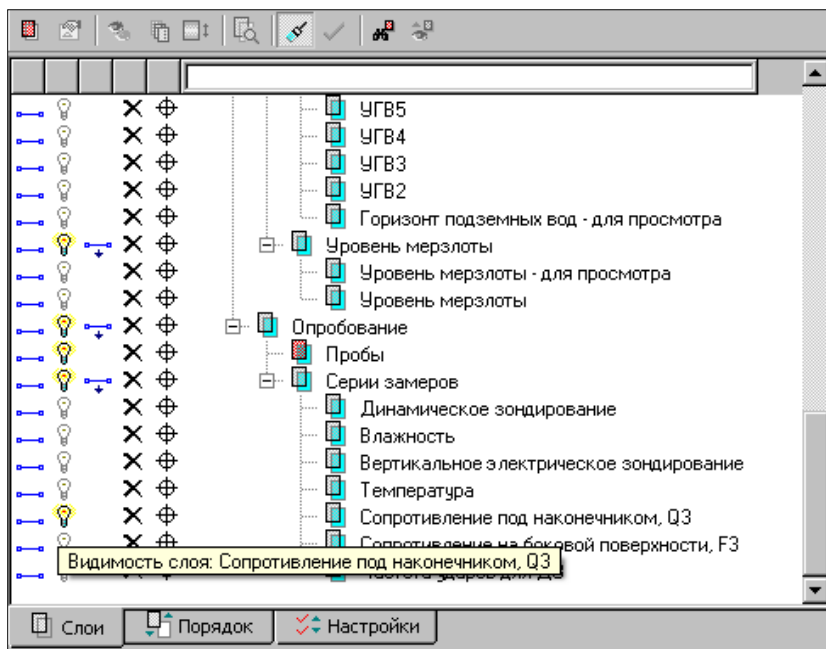 УГВ5
УГВ4
УГВ3
УГВ2
Горизонт подземных вод - для просмотра
Уровень мерзлоты
Уровень мерзлоты - для просмотра
Уровень мерзлоты
Опробование
Пробы
Серии замеров
Динамическое зондирование
Влажность
Вертикальное электрическое зондирование
Температура
Сопротивление под наконечником, Q3
Сопротивление на боковой поверхности, F3
Видимость слоя: Сопротивление под наконечником, Q3
Слои
Порядок
Настройки